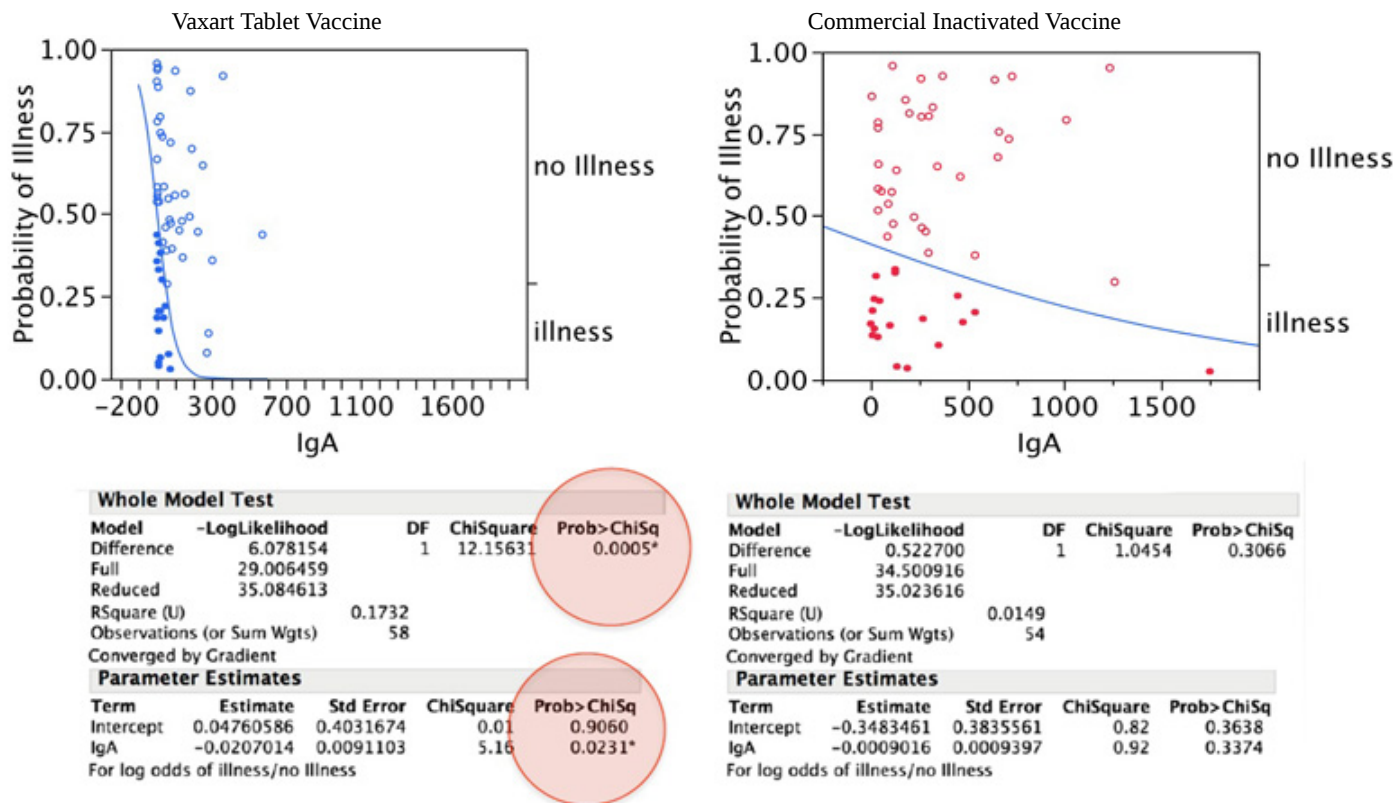 Vaxart Tablet Vaccine
Commercial Inactivated Vaccine
Probability of Illness
1.00
0.75
0.50
0.25
0.00
−200 300 700 1100 1600
IgA
no Illness
illness
Probability of Illness
1.00
0.75
0.50
0.25
0.00
0 500 1000 1500
IgA
no Illness
illness
Whole Model Test
Model −LogLikelihood DF ChiSquare Prob>ChiSq
Difference 6.078154 1 12.15631 0.0005*
Full 29.006459
Reduced 35.084613
RSquare (U) 0.1732
Observations (or Sum Wgts) 58
Converged by Gradient
Parameter Estimates
Term Estimate Std Error ChiSquare Prob>ChiSq
Intercept 0.04760586 0.4031674 0.01 0.9060
IgA −0.0207014 0.0091103 5.16 0.0231*
For log odds of illness/no Illness
Whole Model Test
Model −LogLikelihood DF ChiSquare Prob>ChiSq
Difference 0.522700 1 1.0454 0.3066
Full 34.500916
Reduced 35.023616
RSquare (U) 0.0149
Observations (or Sum Wgts) 54
Converged by Gradient
Parameter Estimates
Term Estimate Std Error ChiSquare Prob>ChiSq
Intercept −0.3483461 0.3835561 0.82 0.3638
IgA −0.0009016 0.0009397 0.92 0.3374
For log odds of illness/no Illness